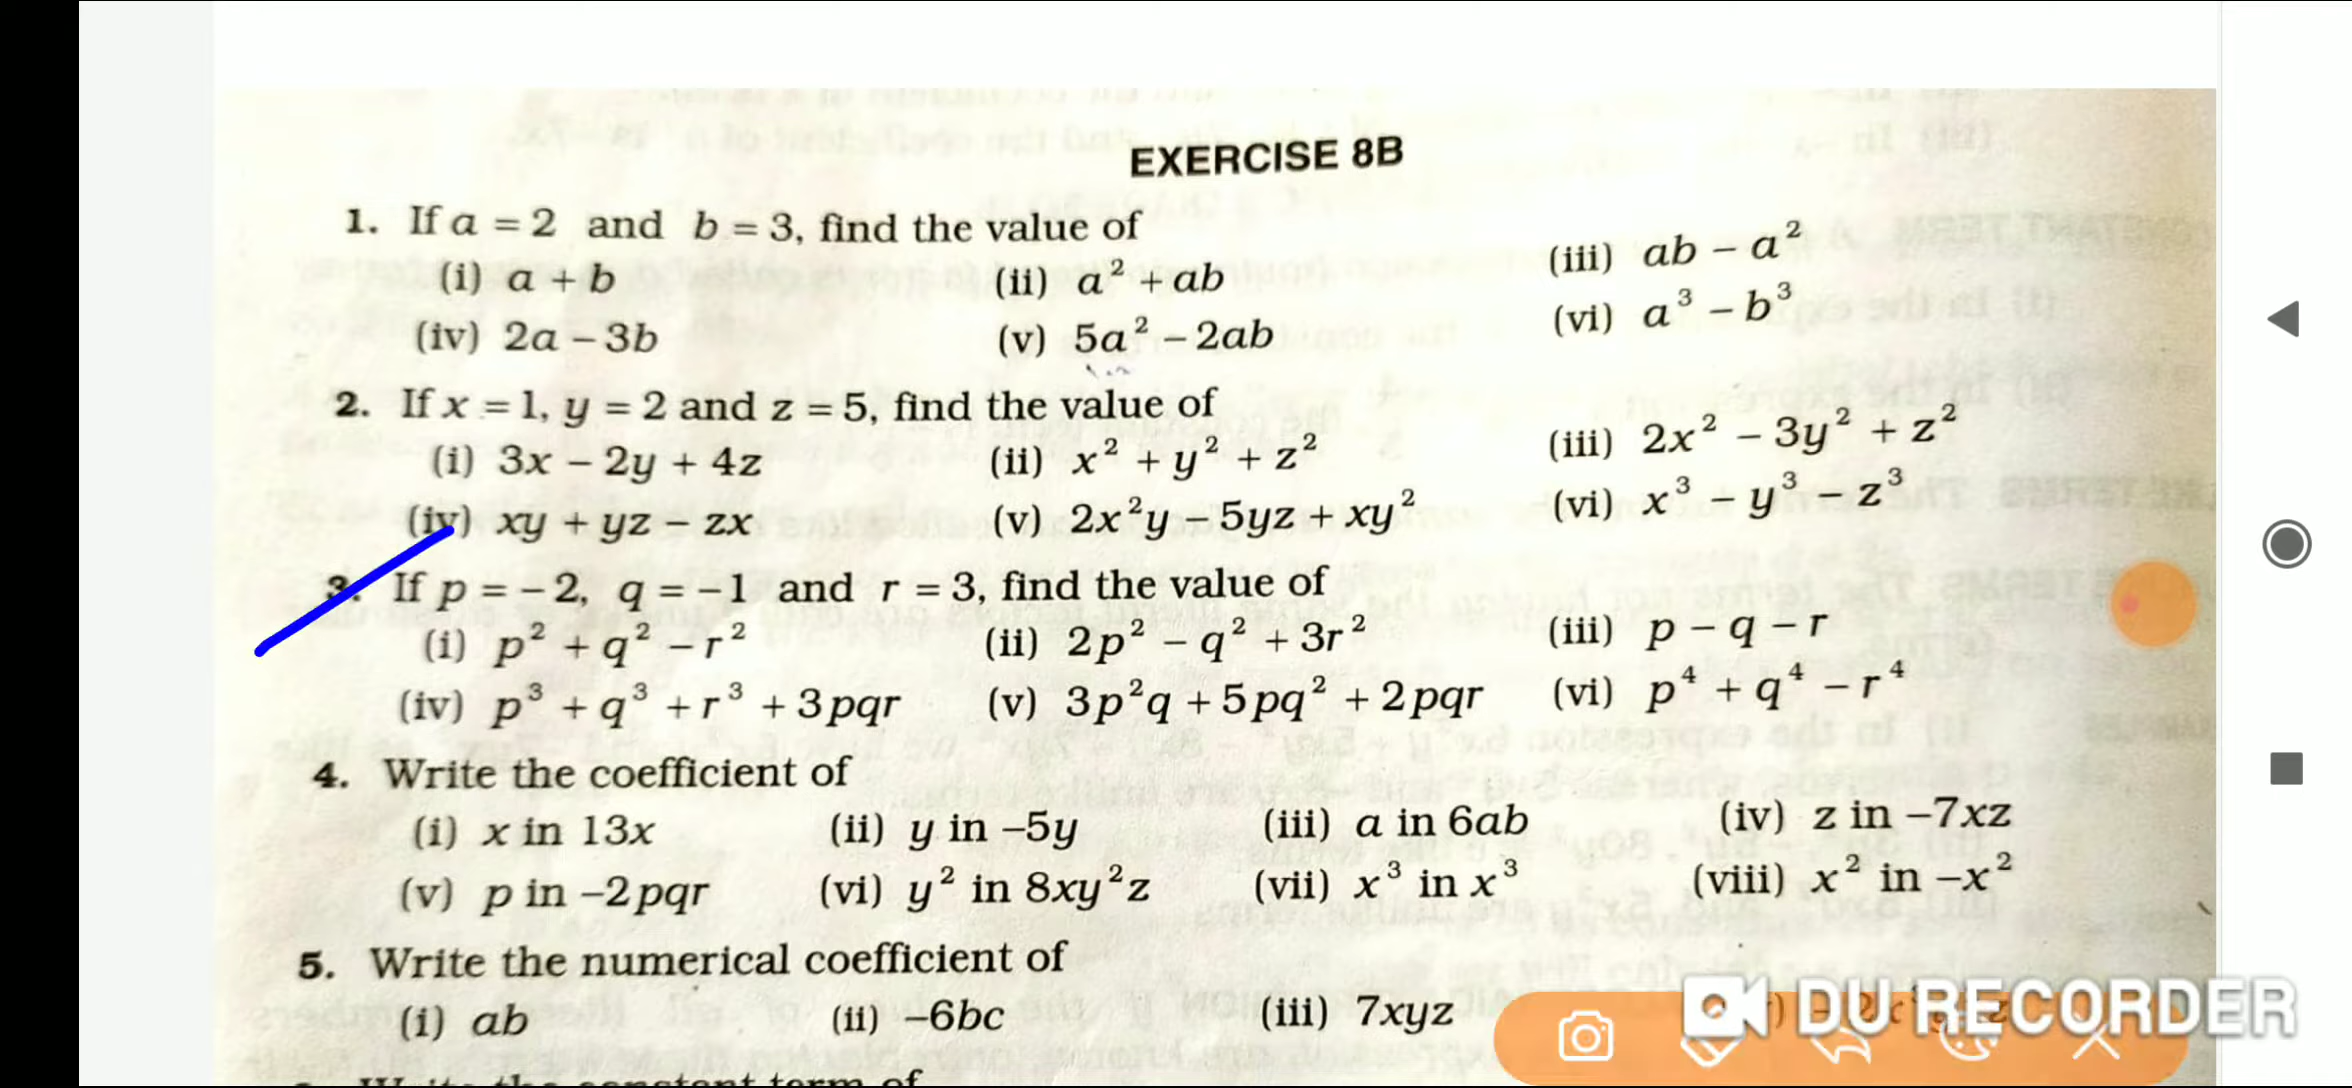 EXERCISE 8B
1. If a = 2 and b = 3, find the value of
(i) a + b (ii) a² + ab (iii) ab − a²
(iv) 2a − 3b (v) 5a² − 2ab (vi) a³ − b³
2. If x = 1, y = 2 and z = 5, find the value of
(i) 3x − 2y + 4z (ii) x² + y² + z² (iii) 2x² − 3y² + z²
(iv) xy + yz − zx (v) 2x²y − 5yz + xy² (vi) x³ − y³ − z³
3. If p = −2, q = −1 and r = 3, find the value of
(i) p² + q² − r² (ii) 2p² − q² + 3r² (iii) p − q − r
(iv) p³ + q³ + r³ + 3pqr (v) 3p²q + 5pq² + 2pqr (vi) p⁴ + q⁴ − r⁴
4. Write the coefficient of
(i) x in 13x (ii) y in −5y (iii) a in 6ab (iv) z in −7xz
(v) p in −2pqr (vi) y² in 8xy²z (vii) x³ in x³ (viii) x² in −x²
5. Write the numerical coefficient of
(i) ab (ii) −6bc (iii) 7xyz
DU RECORDER
constant term of